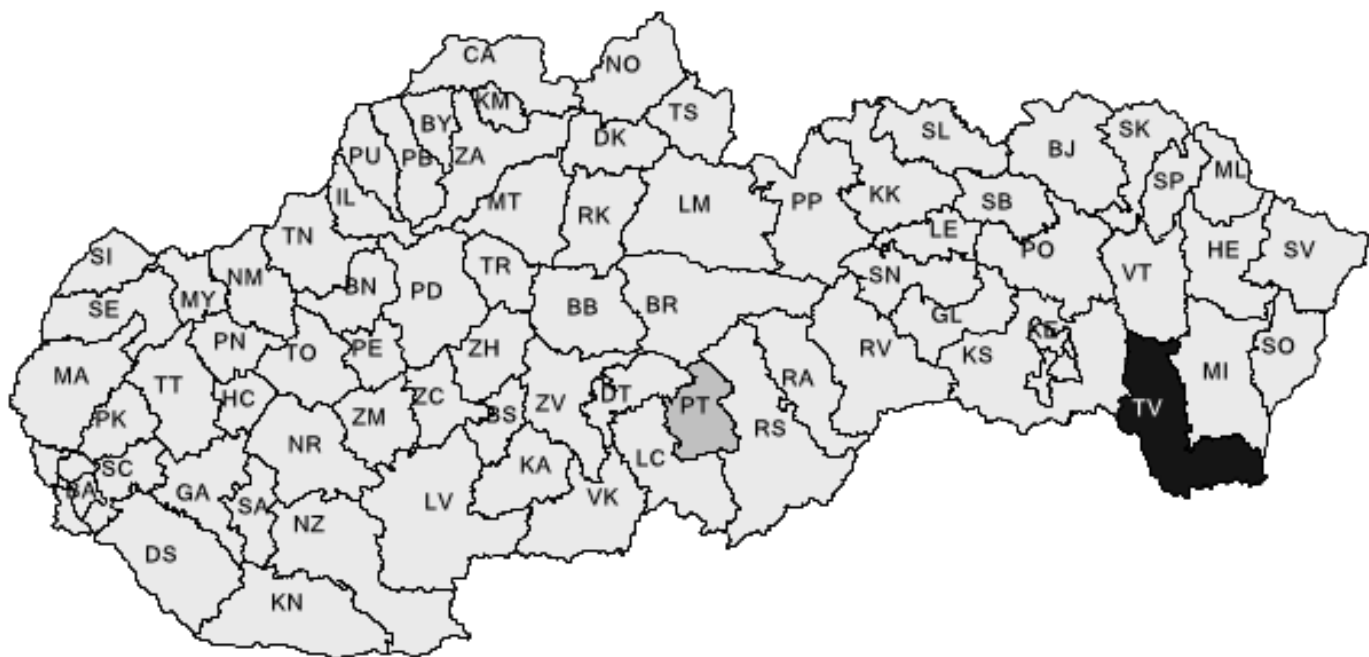 CA
NO
KM
TS
BY
DK
SL
SK
PU
PB
ZA
BJ
ML
SP
IL
MT
RK
LM
PP
KK
SB
TN
LE
SI
NM
BN
PD
TR
SN
PO
VT
HE
SV
SE
MY
BB
BR
GL
KE
PN
TO
PE
ZH
RV
KS
SO
MA
TT
HC
ZC
RA
MI
PK
ZM
BS
ZV
DT
PT
TV
NR
RS
SC
KA
LC
BA
GA
SA
NZ
LV
VK
DS
KN